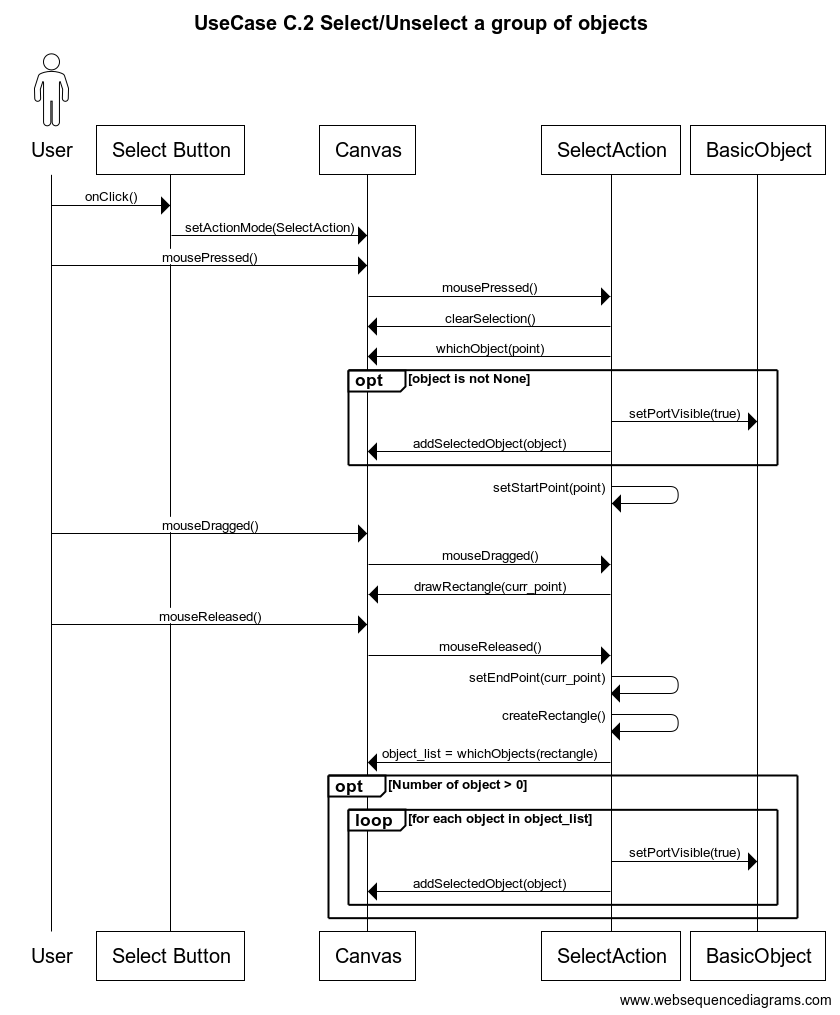 UseCase C.2 Select/Unselect a group of objects
User
Select Button
Canvas
SelectAction
BasicObject
onClick()
setActionMode(SelectAction)
mousePressed()
mousePressed()
clearSelection()
whichObject(point)
opt
[object is not None]
setPortVisible(true)
addSelectedObject(object)
setStartPoint(point)
mouseDragged()
mouseDragged()
drawRectangle(curr_point)
mouseReleased()
mouseReleased()
setEndPoint(curr_point)
createRectangle()
object_list = whichObjects(rectangle)
opt
[Number of object > 0]
loop
[for each object in object_list]
setPortVisible(true)
addSelectedObject(object)
User
Select Button
Canvas
SelectAction
BasicObject
www.websequencediagrams.com